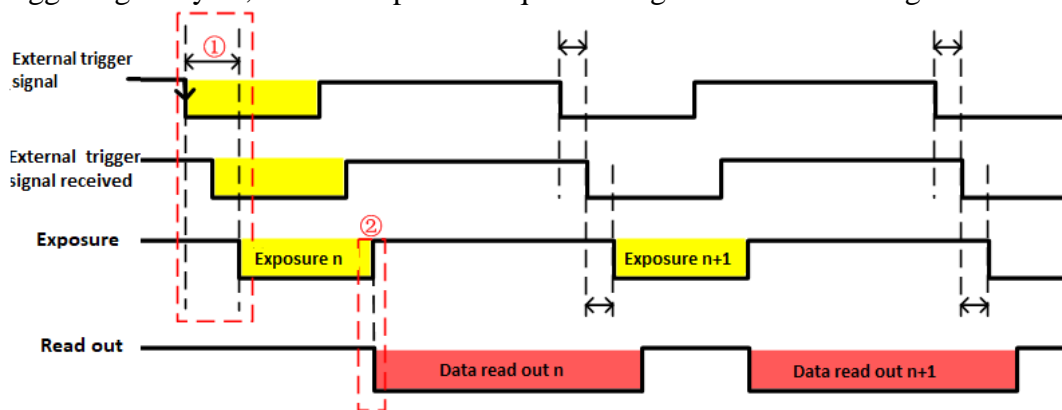 ①
External trigger
signal
External trigger
signal received
②
Exposure
Exposure n
Exposure n+1
Read out
Data read out n
Data read out n+1